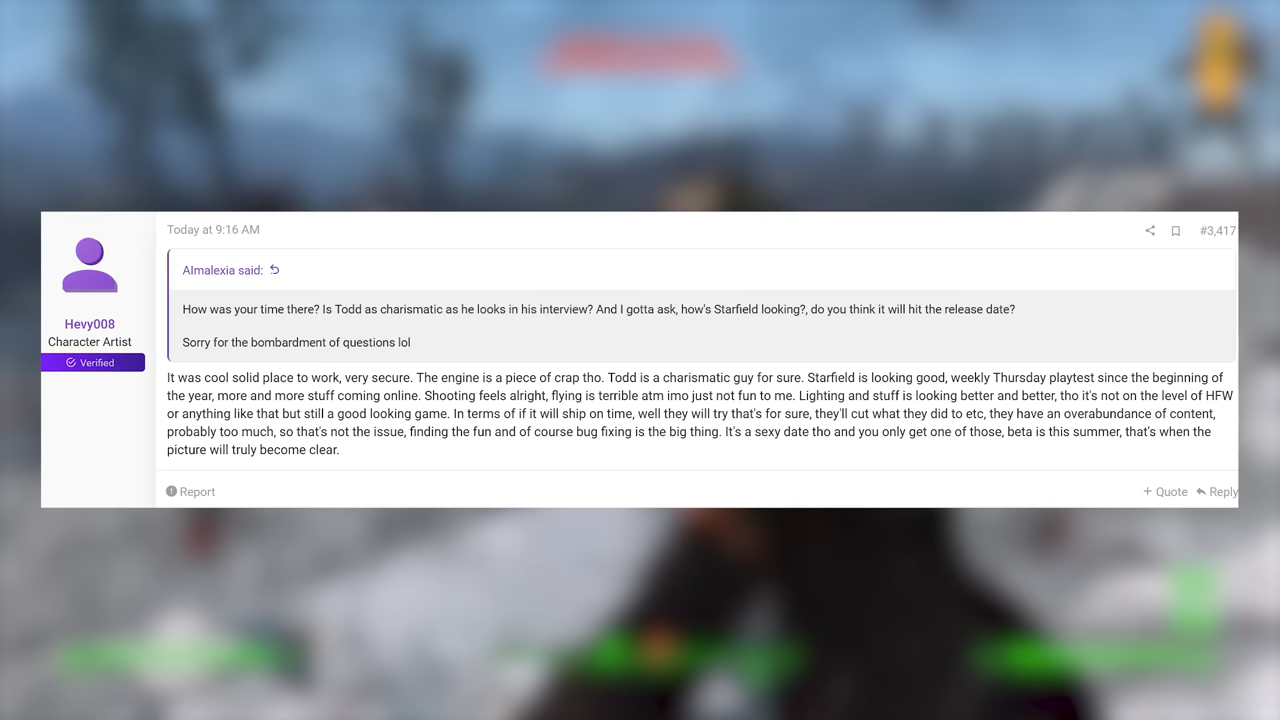 Today at 9:16 AM
#3,417
Almalexia said:
How was your time there? Is Todd as charismatic as he looks in his interview? And I gotta ask, how's Starfield looking?, do you think it will hit the release date?
Sorry for the bombardment of questions lol
Hevy008
Character Artist
Verified
It was cool solid place to work, very secure. The engine is a piece of crap tho. Todd is a charismatic guy for sure. Starfield is looking good, weekly Thursday playtest since the beginning of
the year, more and more stuff coming online. Shooting feels alright, flying is terrible atm imo just not fun to me. Lighting and stuff is looking better and better, tho it's not on the level of HFW
or anything like that but still a good looking game. In terms of if it will ship on time, well they will try that's for sure, they'll cut what they did to etc, they have an overabundance of content,
probably too much, so that's not the issue, finding the fun and of course bug fixing is the big thing. It's a sexy date tho and you only get one of those, beta is this summer, that's when the
picture will truly become clear.
Report
+ Quote
Reply